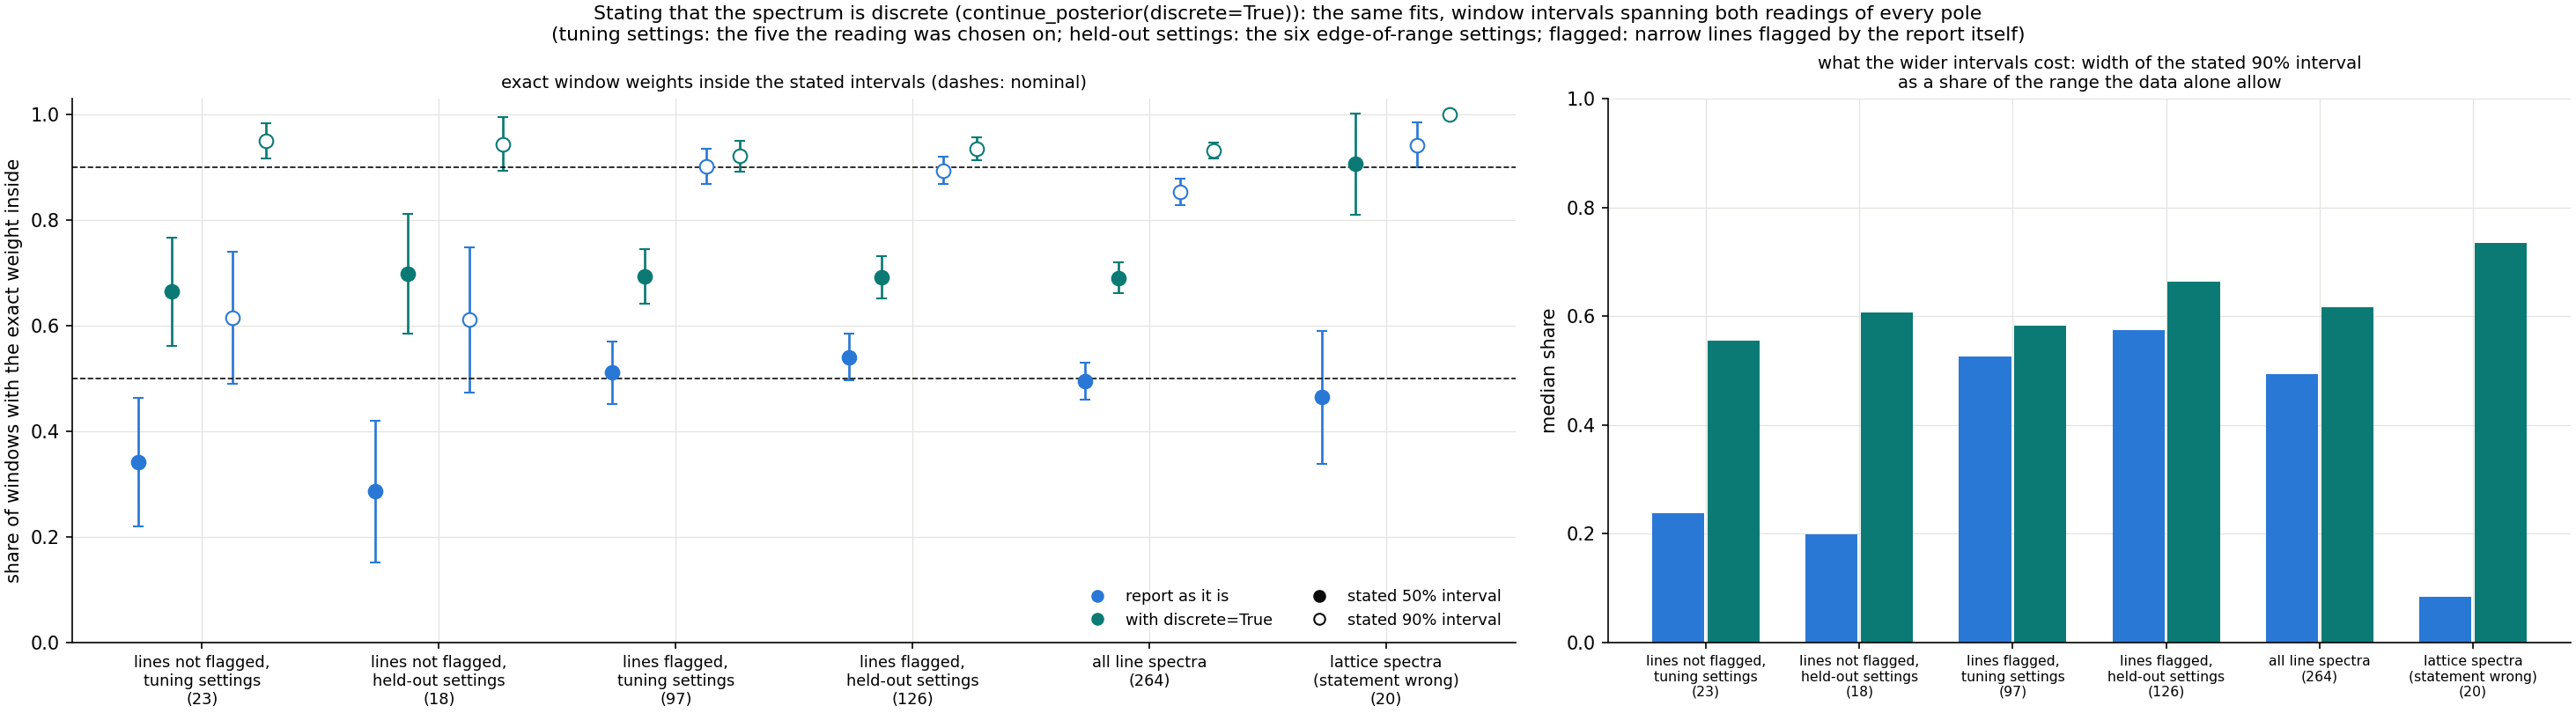 Stating that the spectrum is discrete (continue_posterior(discrete=True)): the same fits, window intervals spanning both readings of every pole
(tuning settings: the five the reading was chosen on; held-out settings: the six edge-of-range settings; flagged: narrow lines flagged by the report itself)
exact window weights inside the stated intervals (dashes: nominal)
share of windows with the exact weight inside
1.0
0.8
0.6
0.4
0.2
0.0
report as it is
with discrete=True
stated 50% interval
stated 90% interval
lines not flagged,
tuning settings
(23)
lines not flagged,
held-out settings
(18)
lines flagged,
tuning settings
(97)
lines flagged,
held-out settings
(126)
all line spectra
(264)
lattice spectra
(statement wrong)
(20)
what the wider intervals cost: width of the stated 90% interval
as a share of the range the data alone allow
median share
1.0
0.8
0.6
0.4
0.2
0.0
lines not flagged,
tuning settings
(23)
lines not flagged,
held-out settings
(18)
lines flagged,
tuning settings
(97)
lines flagged,
held-out settings
(126)
all line spectra
(264)
lattice spectra
(statement wrong)
(20)